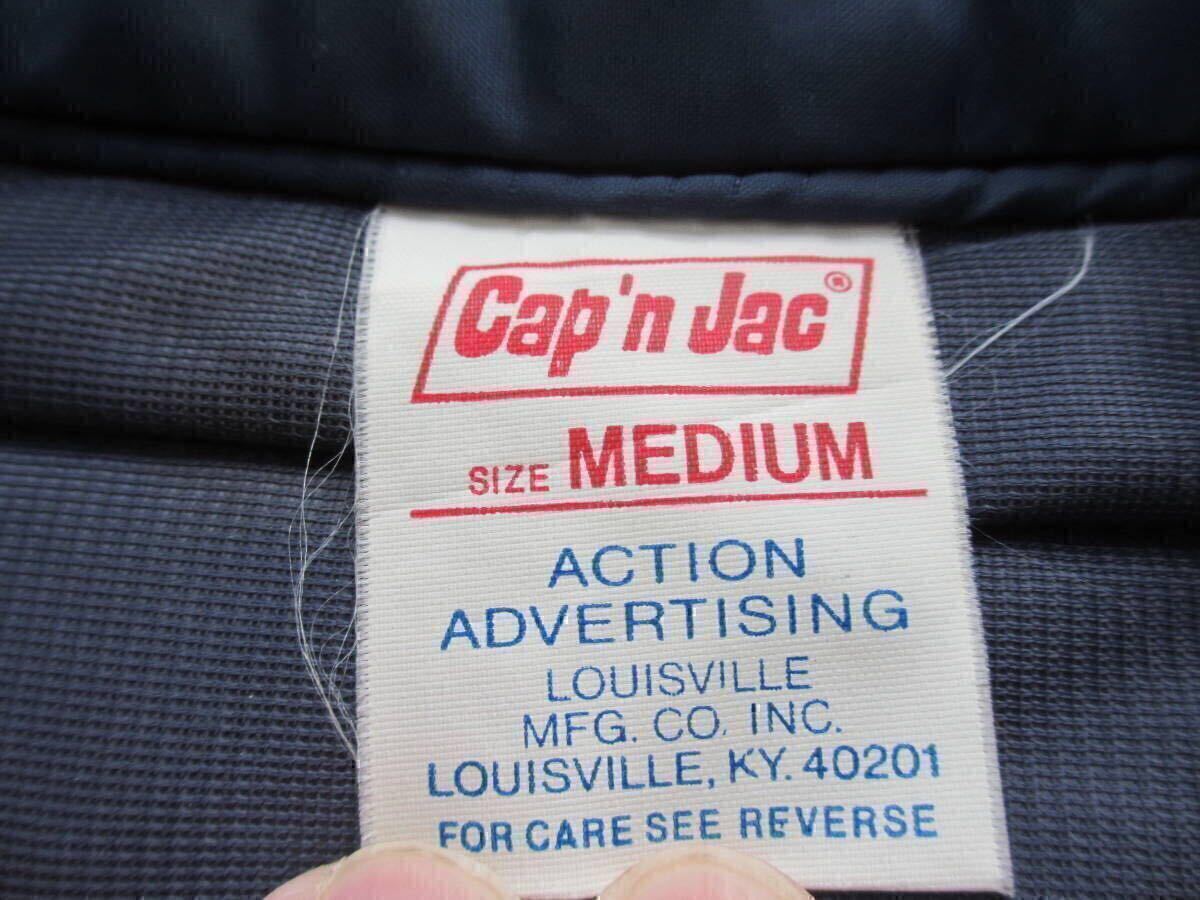 Cap'n Jac®
SIZE MEDIUM
ACTION
ADVERTISING
LOUISVILLE
MFG. CO. INC.
LOUISVILLE, KY. 40201
FOR CARE SEE REVERSE